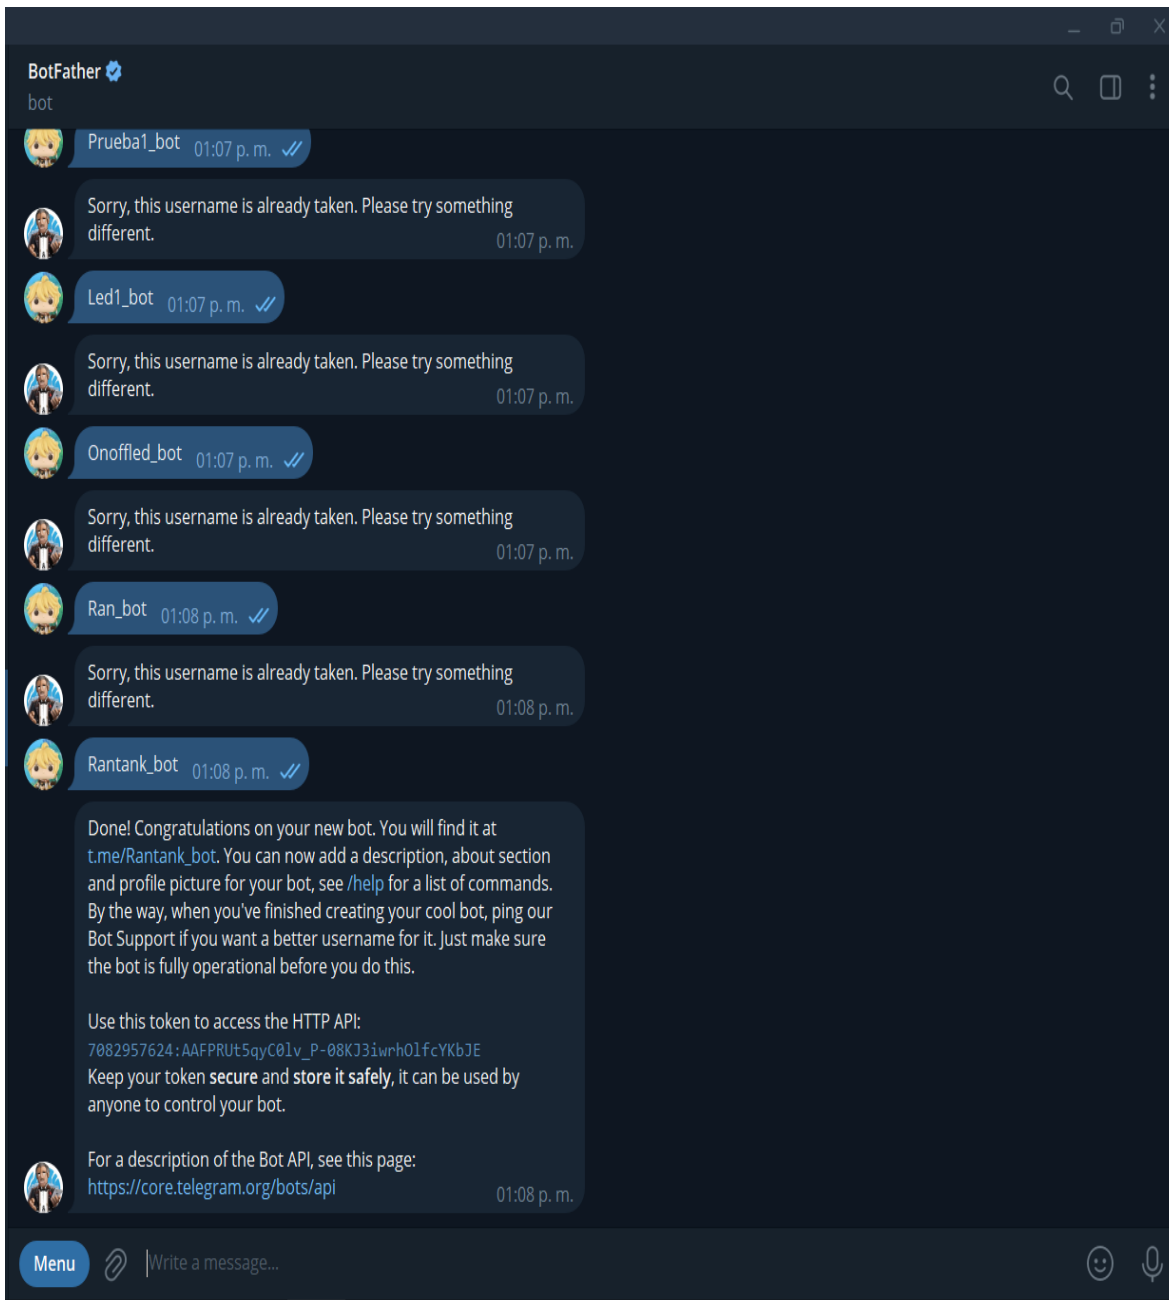 BotFather
bot
Prueba1_bot 01:07 p. m.
Sorry, this username is already taken. Please try something
different.
01:07 p. m.
Led1_bot 01:07 p. m.
Sorry, this username is already taken. Please try something
different.
01:07 p. m.
Onoffled_bot 01:07 p. m.
Sorry, this username is already taken. Please try something
different.
01:07 p. m.
Ran_bot 01:08 p. m.
Sorry, this username is already taken. Please try something
different.
01:08 p. m.
Rantank_bot 01:08 p. m.
Done! Congratulations on your new bot. You will find it at
t.me/Rantank_bot. You can now add a description, about section
and profile picture for your bot, see /help for a list of commands.
By the way, when you've finished creating your cool bot, ping our
Bot Support if you want a better username for it. Just make sure
the bot is fully operational before you do this.
Use this token to access the HTTP API:
7082957624:AAFPRUt5qyC0lv_P-08KJ3iwrhOlfcYKbJE
Keep your token secure and store it safely, it can be used by
anyone to control your bot.
For a description of the Bot API, see this page:
https://core.telegram.org/bots/api
01:08 p. m.
Menu
Write a message...